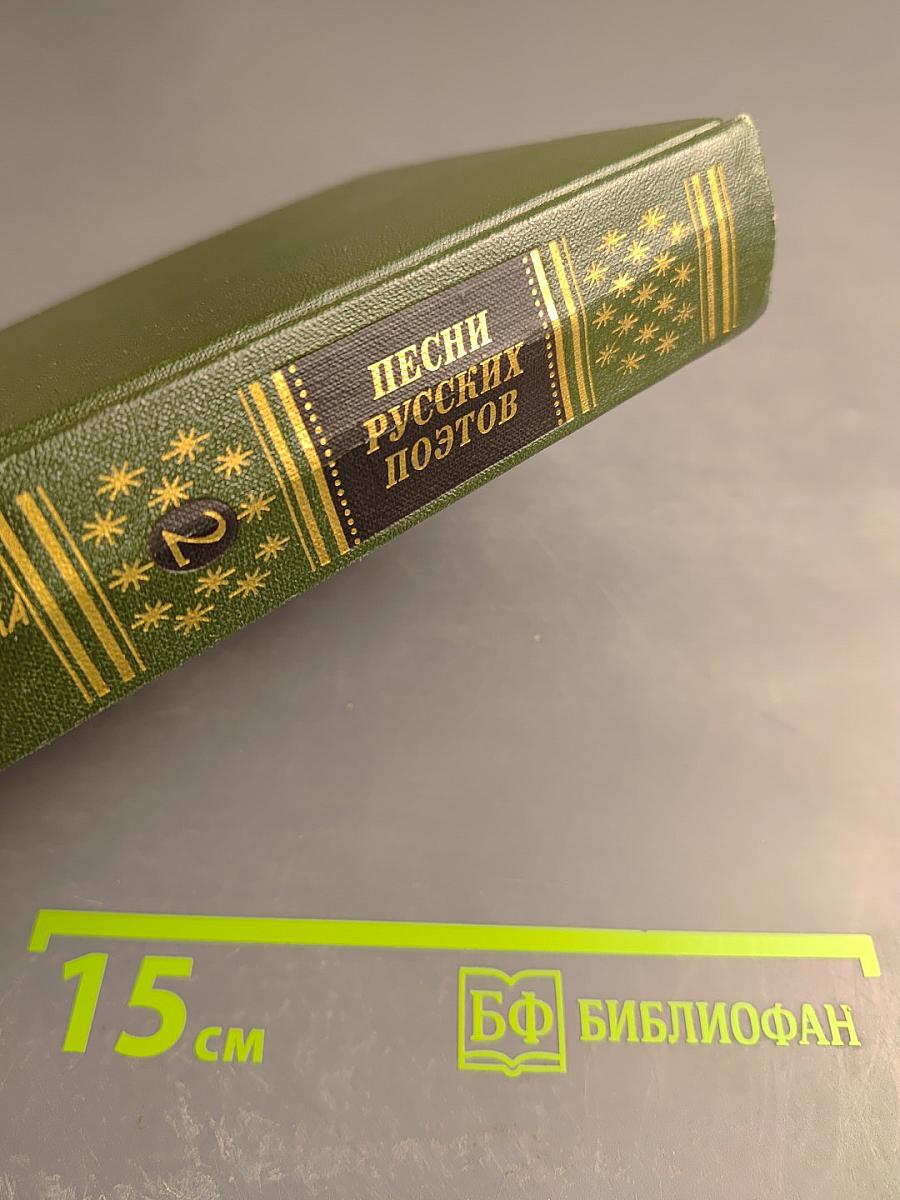 ПЕСНИ
РУССКИХ
ПОЭТОВ
2
15 см
БФ БИБЛИОФАН